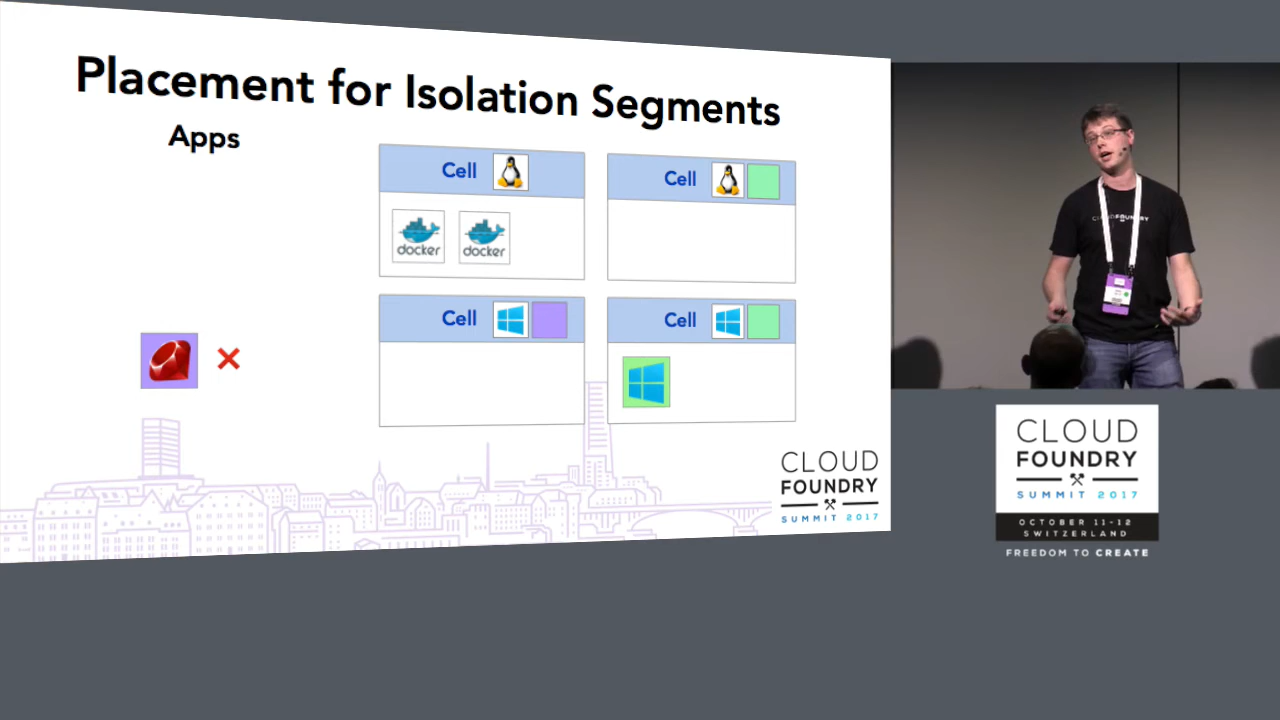 Placement for Isolation Segments
Apps
Cell
Cell
docker
docker
Cell
Cell
CLOUD
FOUNDRY
SUMMIT 2017
CLOUDFOUNDRY
CLOUD
FOUNDRY
SUMMIT 2017
OCTOBER 11-12
SWITZERLAND
FREEDOM TO CREATE